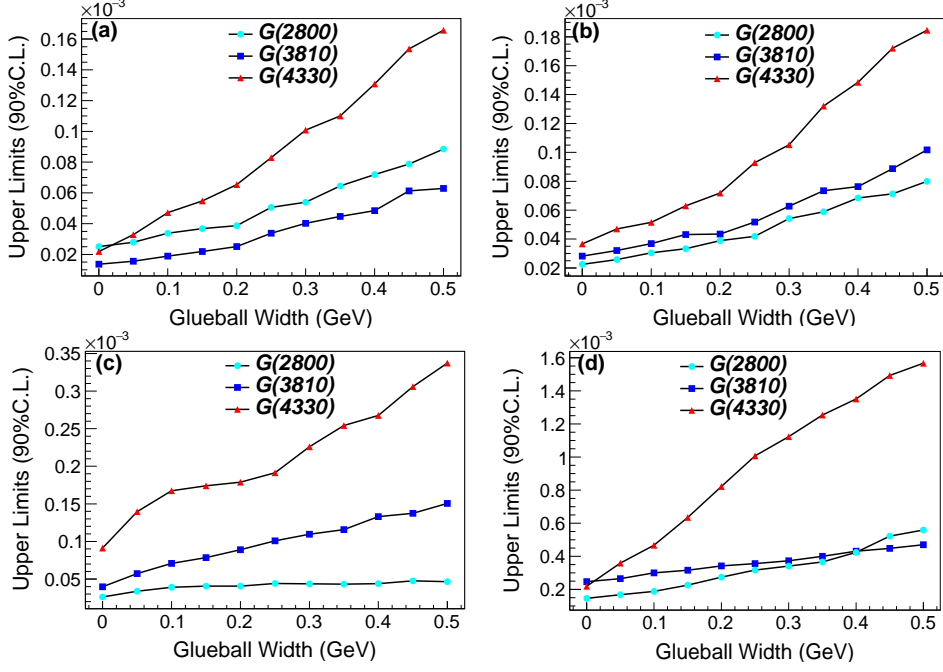 ×10⁻³
(a)
G(2800)
G(3810)
G(4330)
Upper Limits (90%C.L.)
0.16
0.14
0.12
0.1
0.08
0.06
0.04
0.02
0 0.1 0.2 0.3 0.4 0.5
Glueball Width (GeV)
×10⁻³
(b)
G(2800)
G(3810)
G(4330)
Upper Limits (90%C.L.)
0.18
0.16
0.14
0.12
0.1
0.08
0.06
0.04
0.02
0 0.1 0.2 0.3 0.4 0.5
Glueball Width (GeV)
×10⁻³
(c)
G(2800)
G(3810)
G(4330)
Upper Limits (90%C.L.)
0.35
0.3
0.25
0.2
0.15
0.1
0.05
0 0.1 0.2 0.3 0.4 0.5
Glueball Width (GeV)
×10⁻³
(d)
G(2800)
G(3810)
G(4330)
Upper Limits (90%C.L.)
1.6
1.4
1.2
1
0.8
0.6
0.4
0.2
0 0.1 0.2 0.3 0.4 0.5
Glueball Width (GeV)